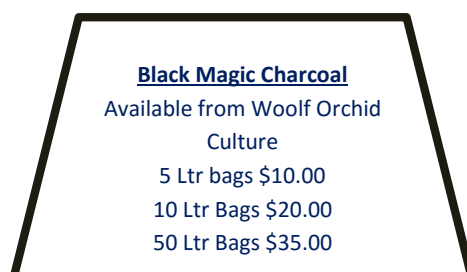 Black Magic Charcoal
Available from Woolf Orchid
Culture
5 Ltr bags $10.00
10 Ltr Bags $20.00
50 Ltr Bags $35.00